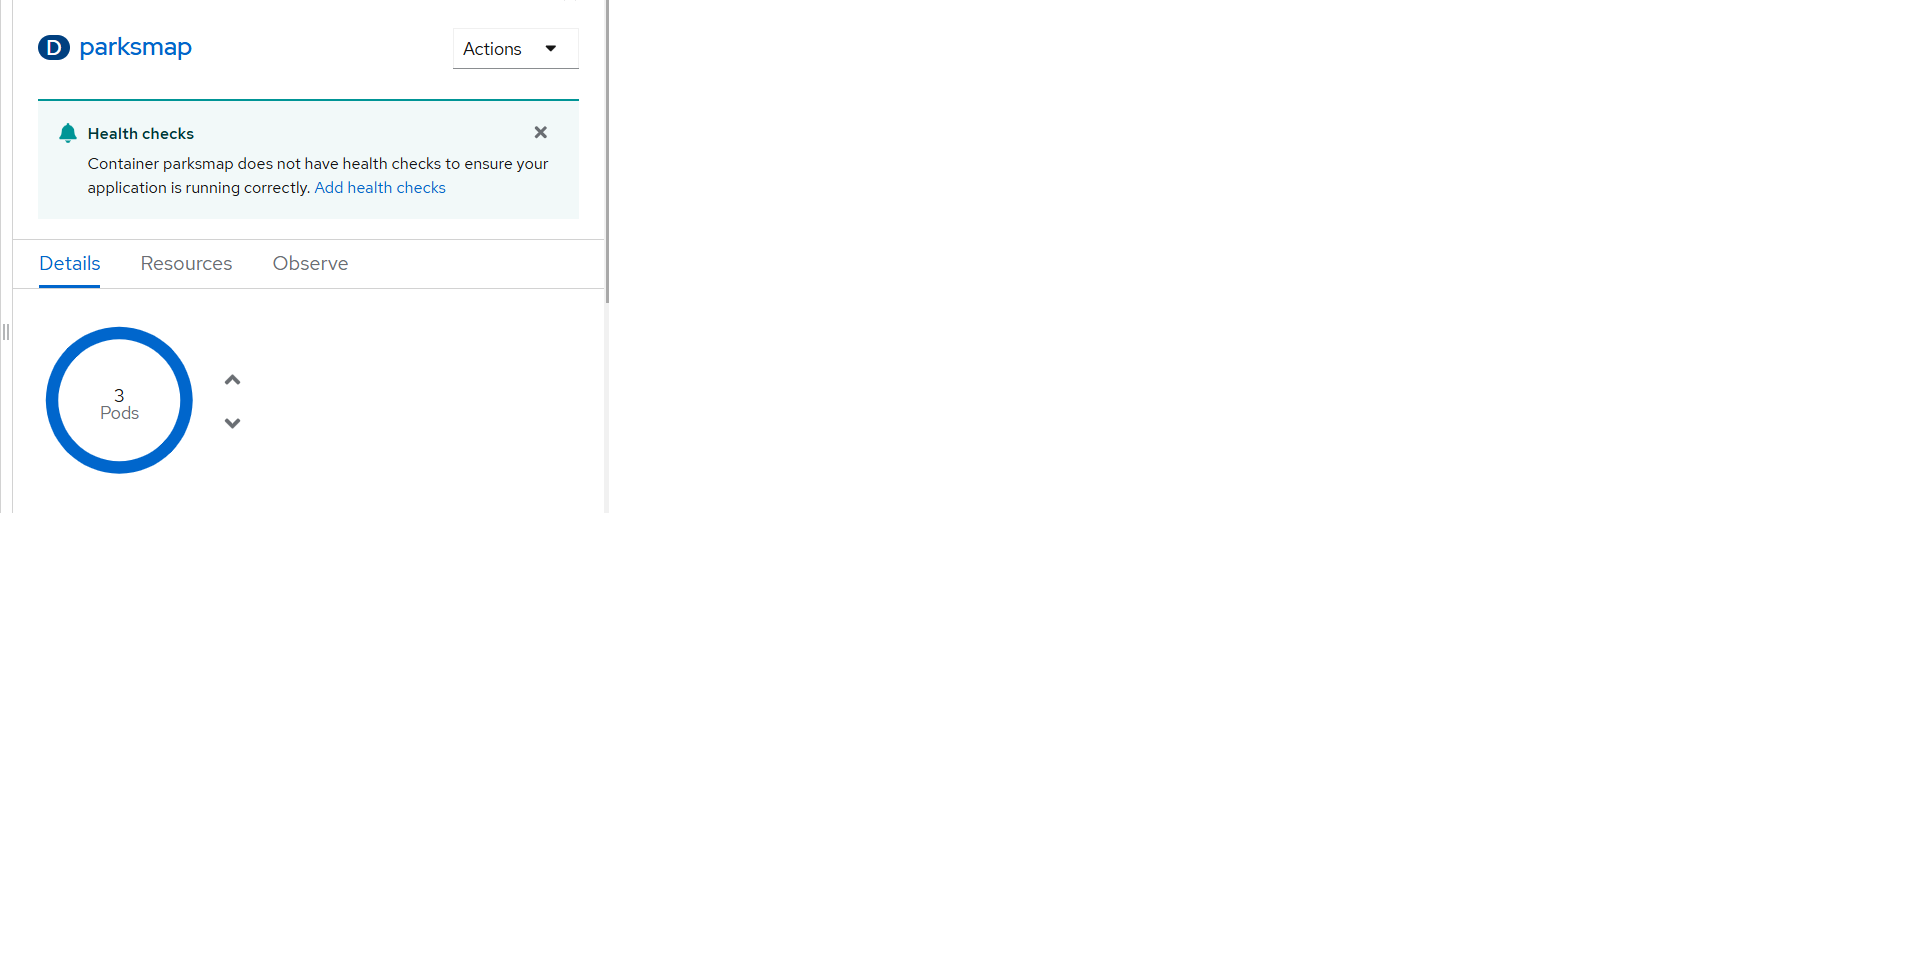 D parksmap
Actions
Health checks
Container parksmap does not have health checks to ensure your
application is running correctly. Add health checks
Details Resources Observe
3
Pods